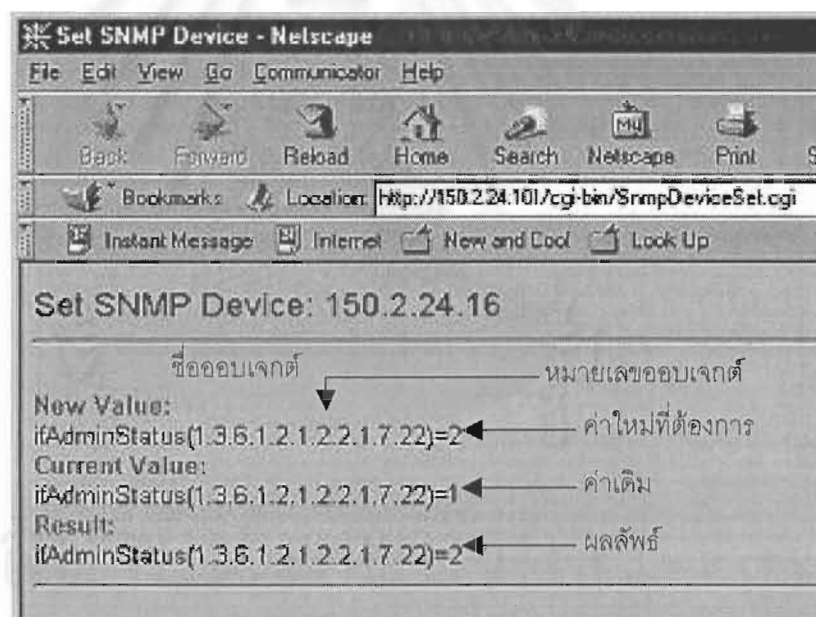 Set SNMP Device - Netscape
File Edit View Go Communicator Help
Back Forward Reload Home Search Netscape Print S
Bookmarks Location: http://150.2.24.101/cgi-bin/SnmpDeviceSet.cgi
Instant Message Internet New and Cool Look Up
Set SNMP Device: 150.2.24.16
ชื่อออบเจกต์ หมายเลขออบเจกต์
New Value:
ifAdminStatus(1.3.6.1.2.1.2.2.1.7.22)=2 ค่าใหม่ที่ต้องการ
Current Value:
ifAdminStatus(1.3.6.1.2.1.2.2.1.7.22)=1 ค่าเดิม
Result:
ifAdminStatus(1.3.6.1.2.1.2.2.1.7.22)=2 ผลลัพธ์